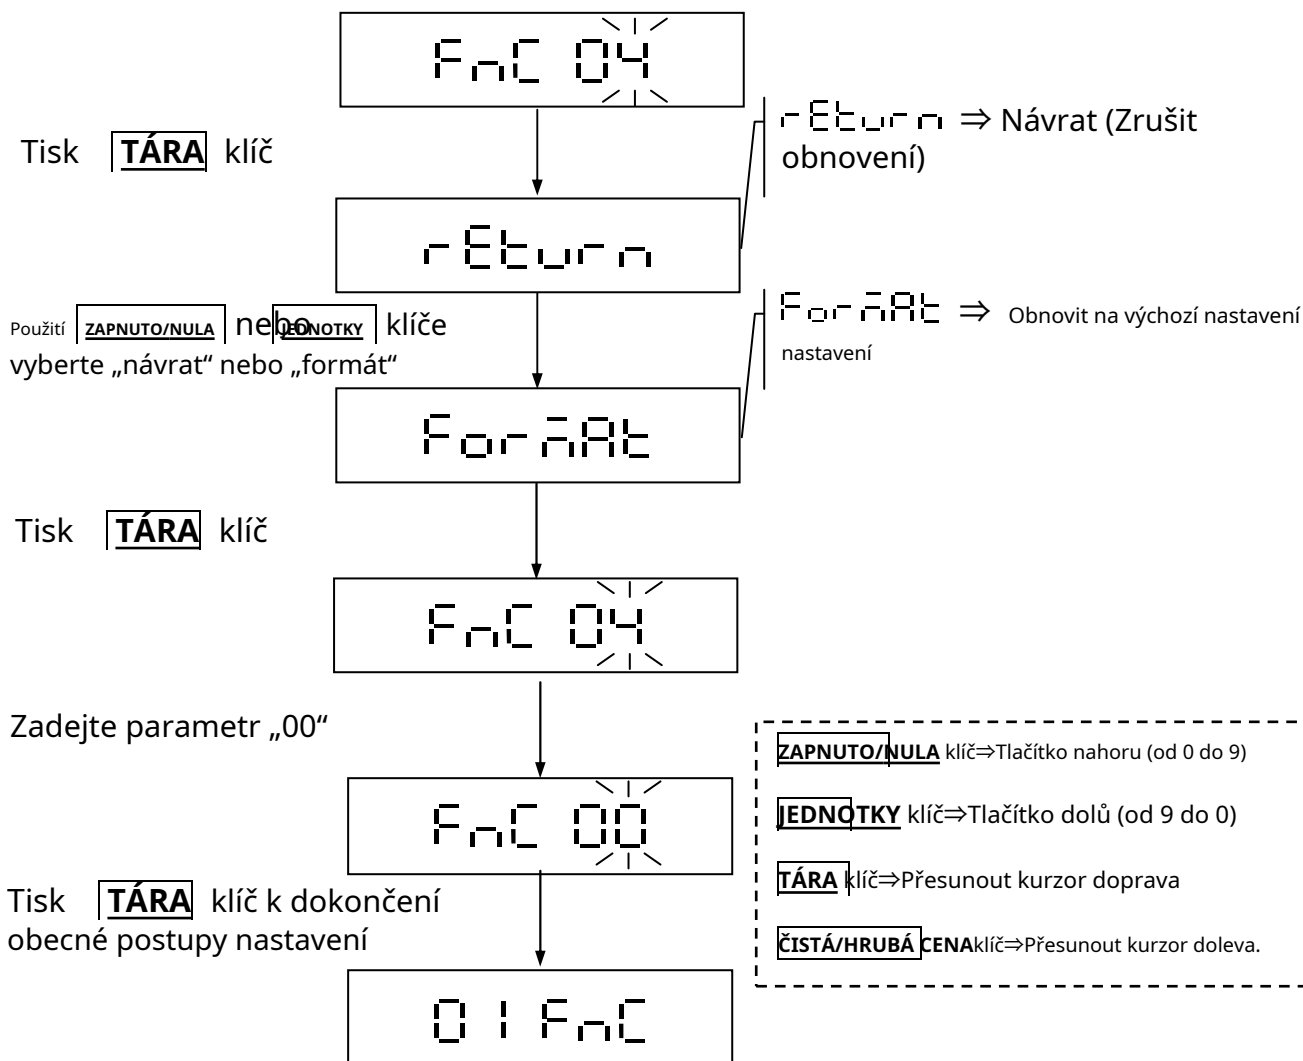 FnC 04
rEturn ⇒ Návrat (Zrušit
obnovení)
Tisk TÁRA klíč
rEturn
Použití ZAPNUTO/NULA nebo JEDNOTKY klíče
vyberte „návrat“ nebo „formát“
ForñAt ⇒ Obnovit na výchozí nastavení
nastavení
ForñAt
Tisk TÁRA klíč
FnC 04
Zadejte parametr „00“
FnC 00
ZAPNUTO/NULA klíč⇒Tlačítko nahoru (od 0 do 9)
JEDNOTKY klíč⇒Tlačítko dolů (od 9 do 0)
TÁRA klíč⇒Přesunout kurzor doprava
ČISTÁ/HRUBÁ CENAklíč⇒Přesunout kurzor doleva.
Tisk TÁRA klíč k dokončení
obecné postupy nastavení
01 FnC